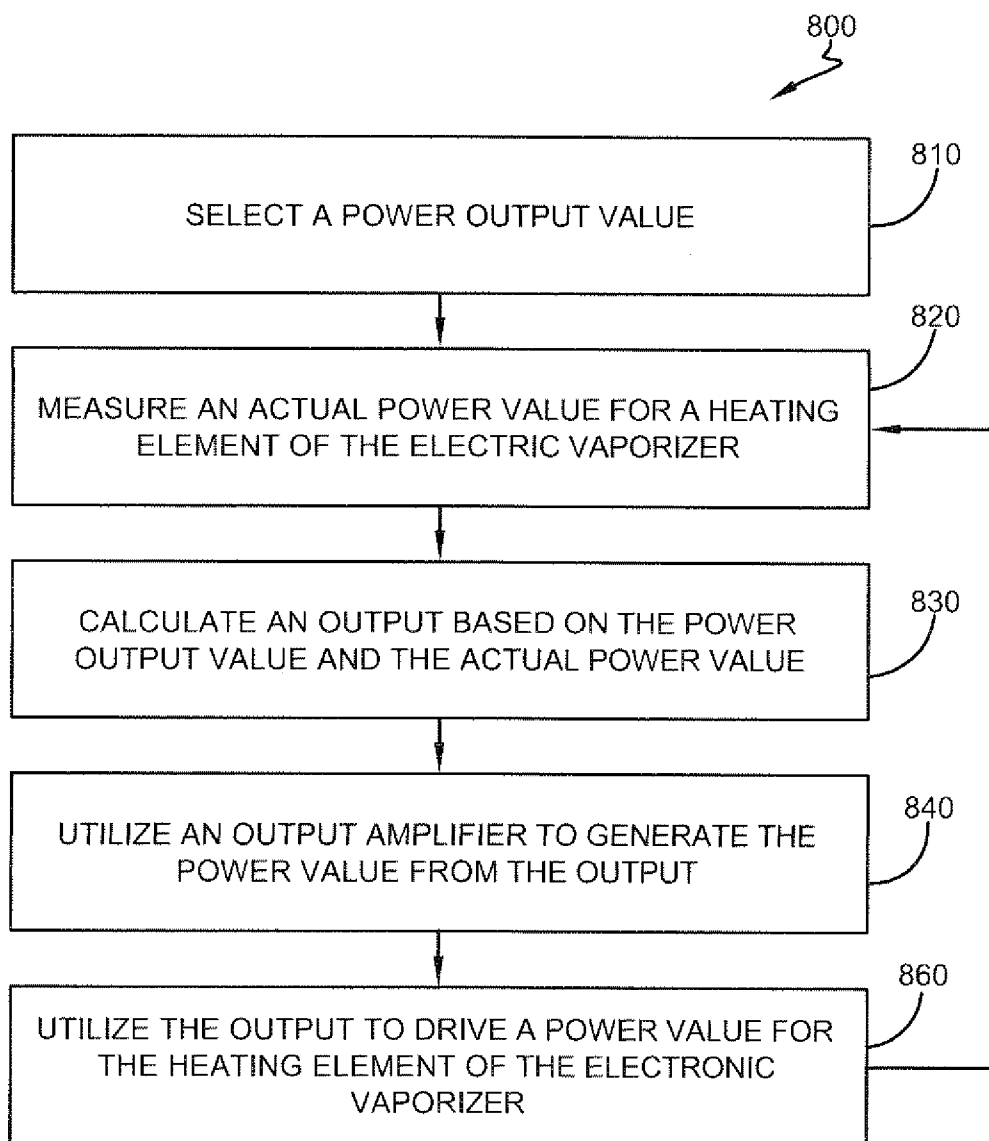 800
810
SELECT A POWER OUTPUT VALUE
820
MEASURE AN ACTUAL POWER VALUE FOR A HEATING
ELEMENT OF THE ELECTRIC VAPORIZER
830
CALCULATE AN OUTPUT BASED ON THE POWER
OUTPUT VALUE AND THE ACTUAL POWER VALUE
840
UTILIZE AN OUTPUT AMPLIFIER TO GENERATE THE
POWER VALUE FROM THE OUTPUT
860
UTILIZE THE OUTPUT TO DRIVE A POWER VALUE FOR
THE HEATING ELEMENT OF THE ELECTRONIC
VAPORIZER